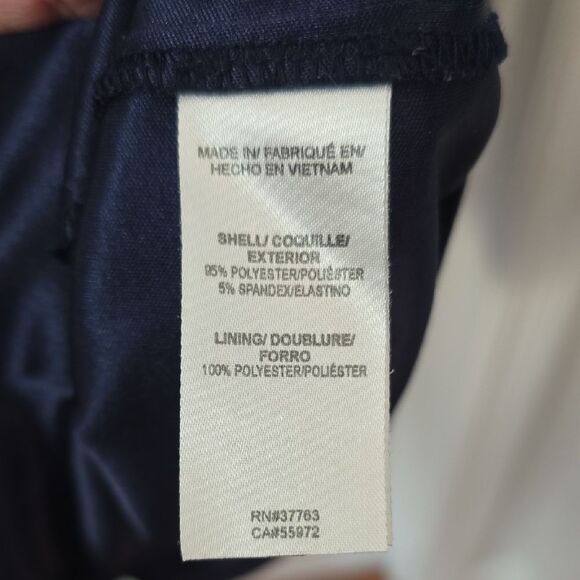 MADE IN/ FABRIQUÉ EN/
HECHO EN VIETNAM
SHELL/ COQUILLE/
EXTERIOR
95% POLYESTER/POLIÉSTER
5% SPANDEX/ELASTINO
LINING/ DOUBLURE/
FORRO
100% POLYESTER/POLIÉSTER
RN#37763
CA#55972